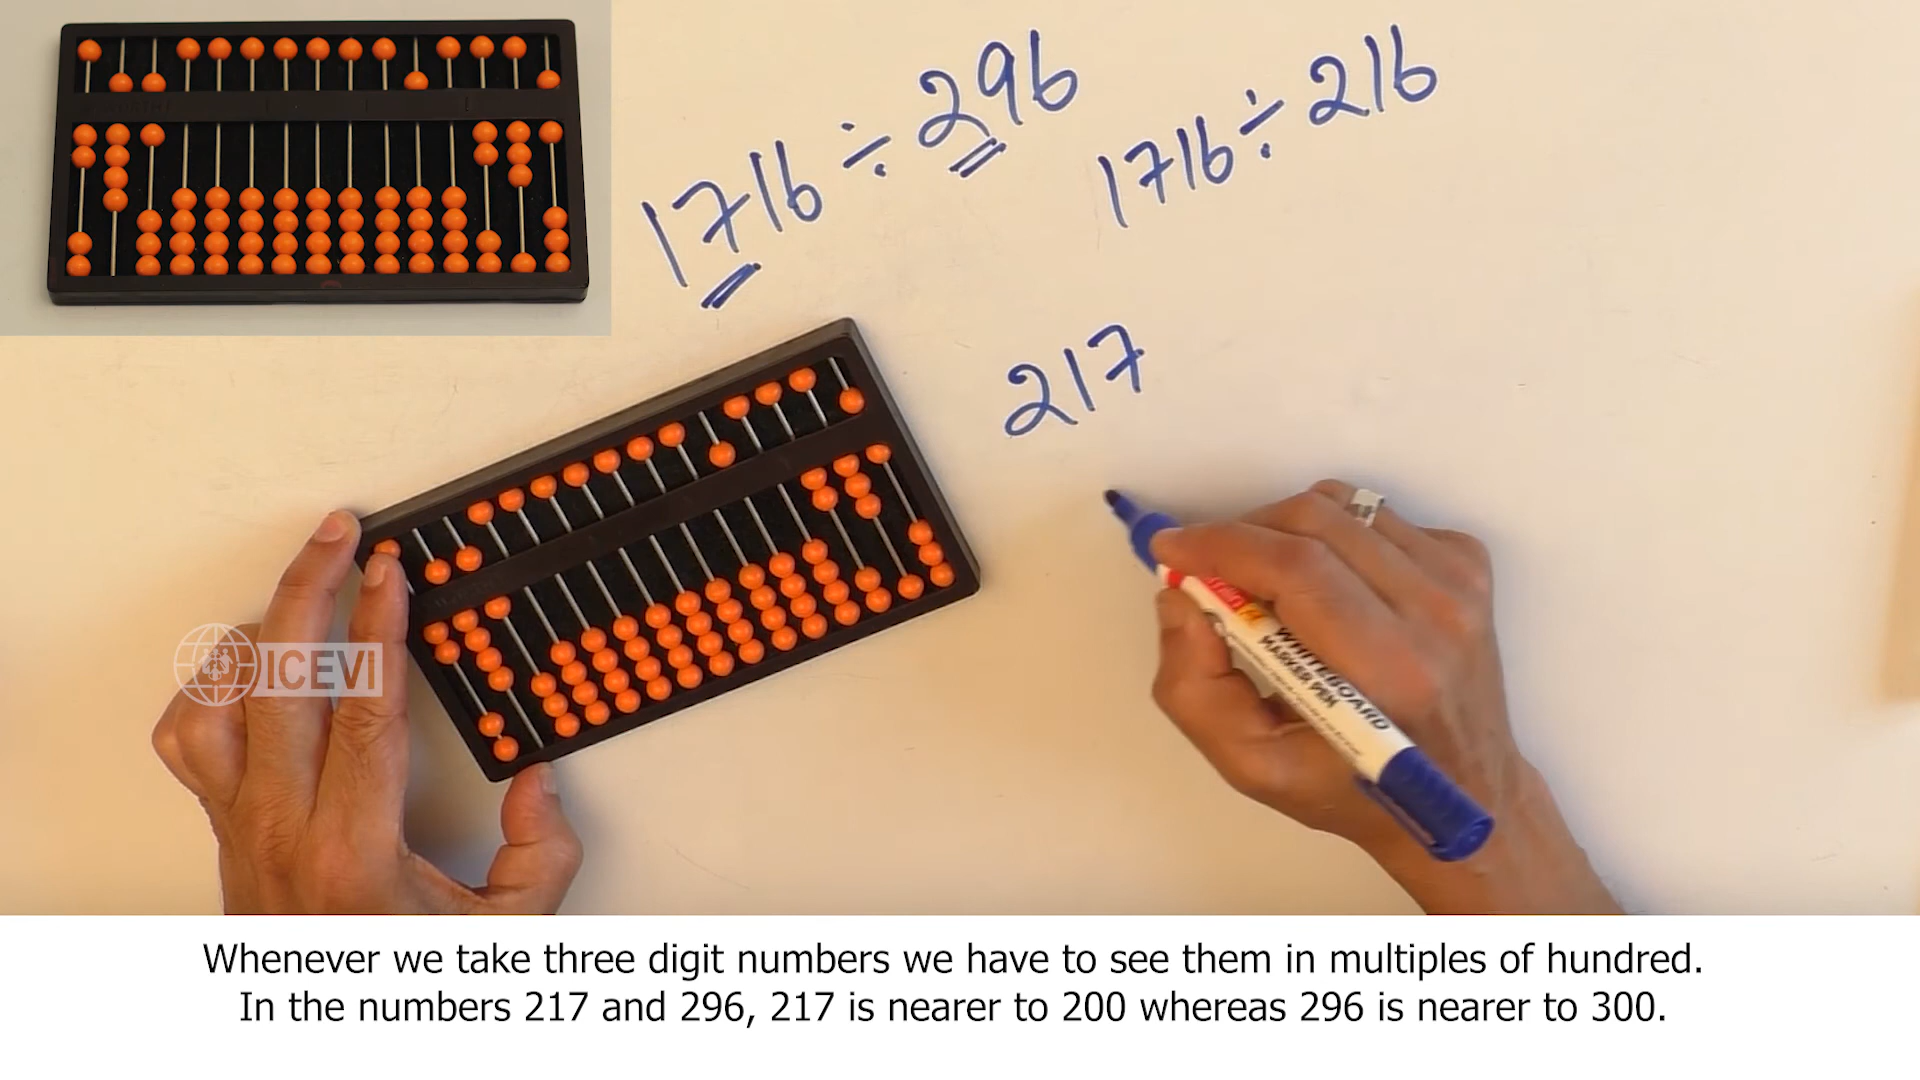 1716 ÷ 296
1716 ÷ 216
217
ICEVI
WHITEBOARD
MARKER PEN
Whenever we take three digit numbers we have to see them in multiples of hundred.
In the numbers 217 and 296, 217 is nearer to 200 whereas 296 is nearer to 300.